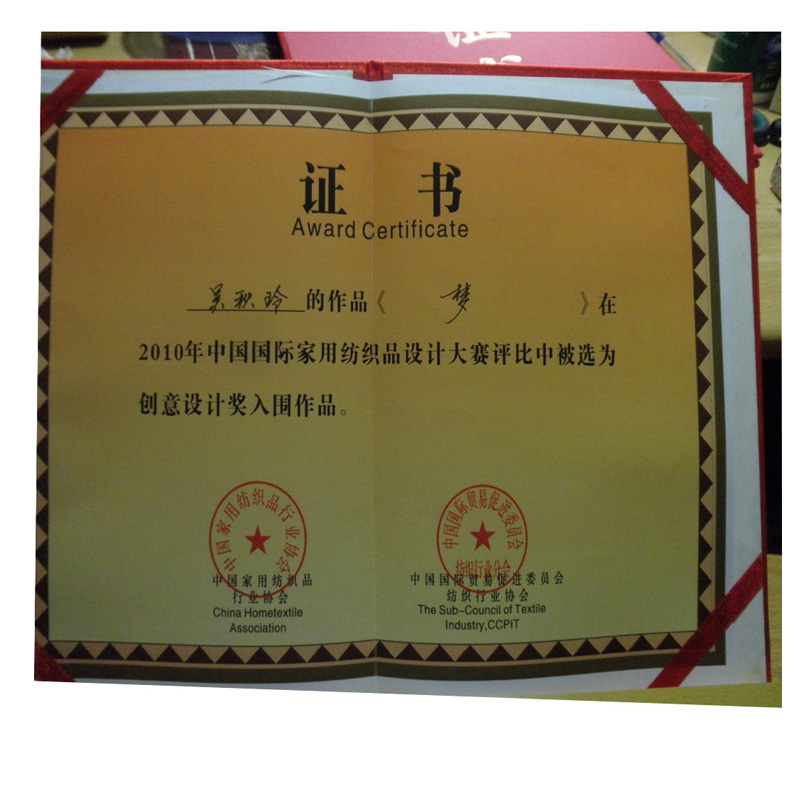 证书
证 书
Award Certificate
吴秋玲的作品《 梦 》在
2010年中国国际家用纺织品设计大赛评比中被选为
创意设计奖入围作品。
中国家用纺织品行业协会
中国国际贸易促进委员会
纺织行业分会
中国家用纺织品
行业协会
China Hometextile
Association
中国国际贸易促进委员会
纺织行业协会
The Sub-Council of Textile
Industry,CCPIT